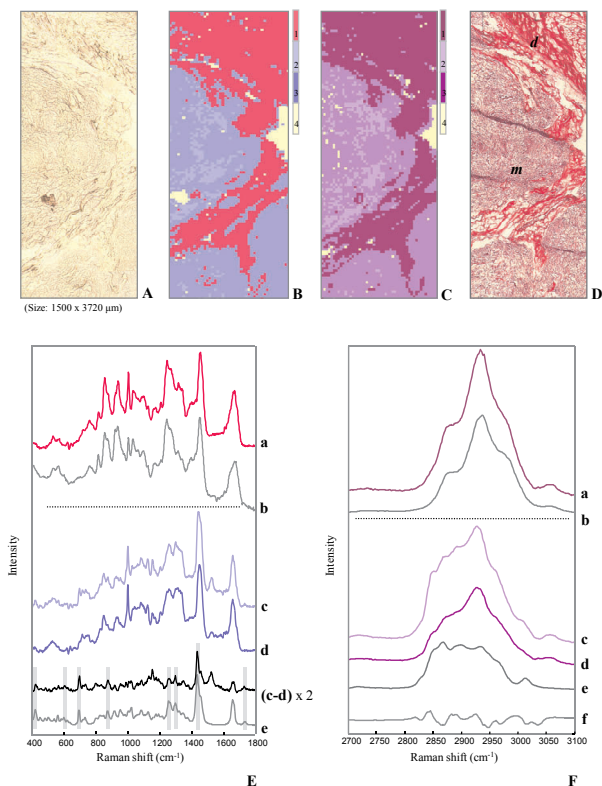 1
2
3
4
1
2
3
4
d
m
A
B
C
D
(Size: 1500 x 3720 µm)
Intensity
a
b
c
d
(c-d) x 2
e
400 600 800 1000 1200 1400 1600 1800
Raman shift (cm-1)
E
Intensity
a
b
c
d
e
f
2700 2750 2800 2850 2900 2950 3000 3050 3100
Raman shift (cm-1)
F